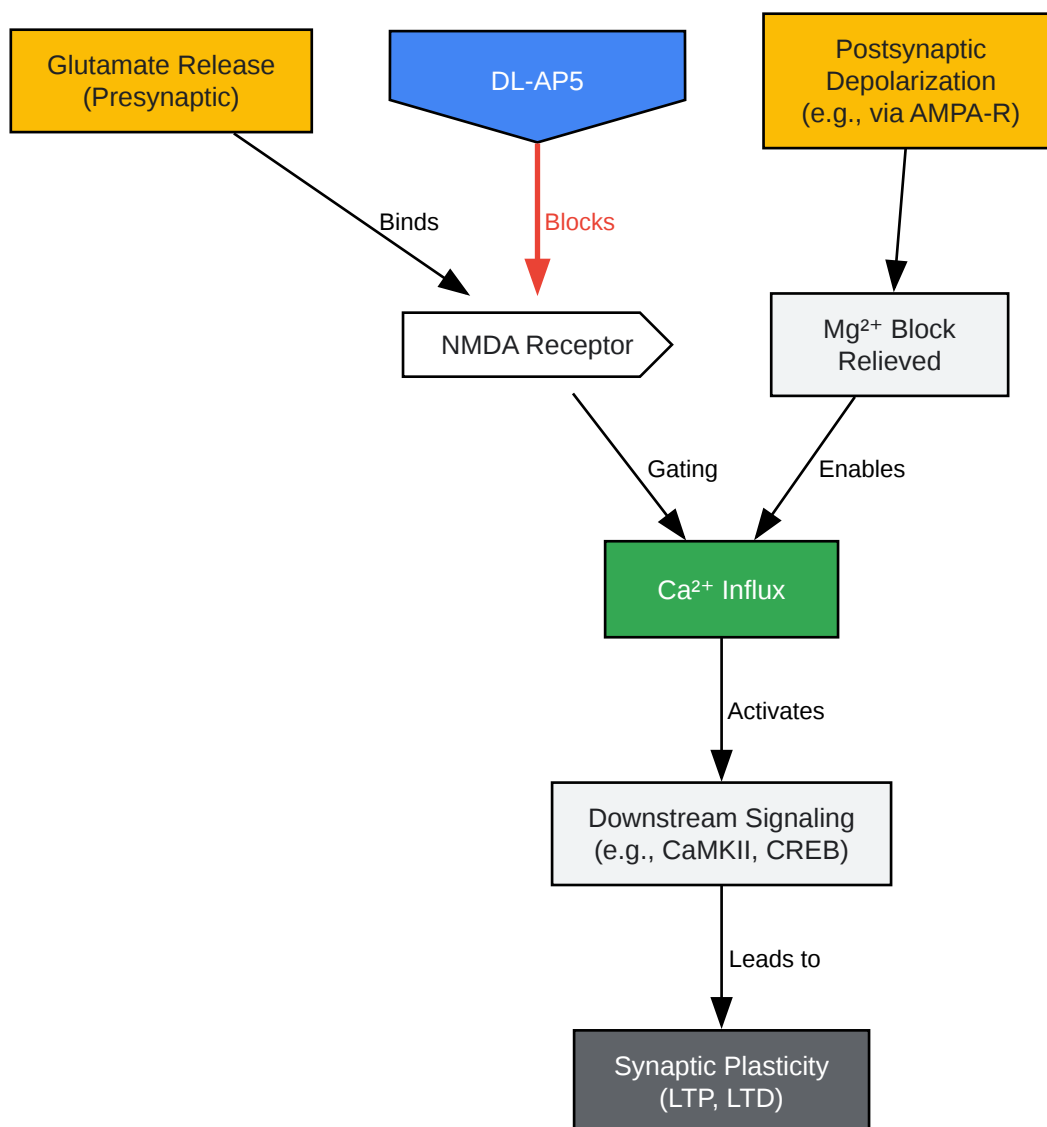 Glutamate Release
(Presynaptic)
DL-AP5
Postsynaptic
Depolarization
(e.g., via AMPA-R)
Binds
Blocks
NMDA Receptor
Mg²⁺ Block
Relieved
Gating
Enables
Ca²⁺ Influx
Activates
Downstream Signaling
(e.g., CaMKII, CREB)
Leads to
Synaptic Plasticity
(LTP, LTD)